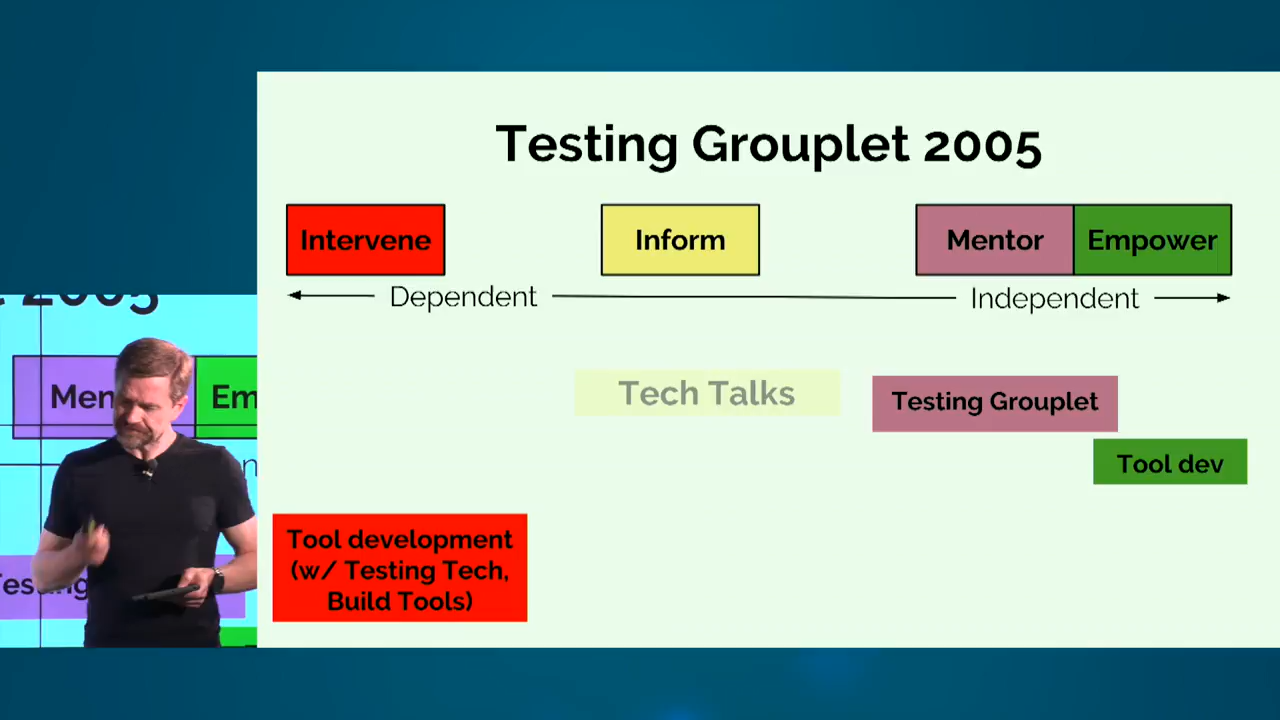 Testing Grouplet 2005
Intervene
Inform
Mentor
Empower
Dependent
Independent
Tech Talks
Testing Grouplet
Tool dev
Tool development
(w/ Testing Tech,
Build Tools)
2005
Men
Em